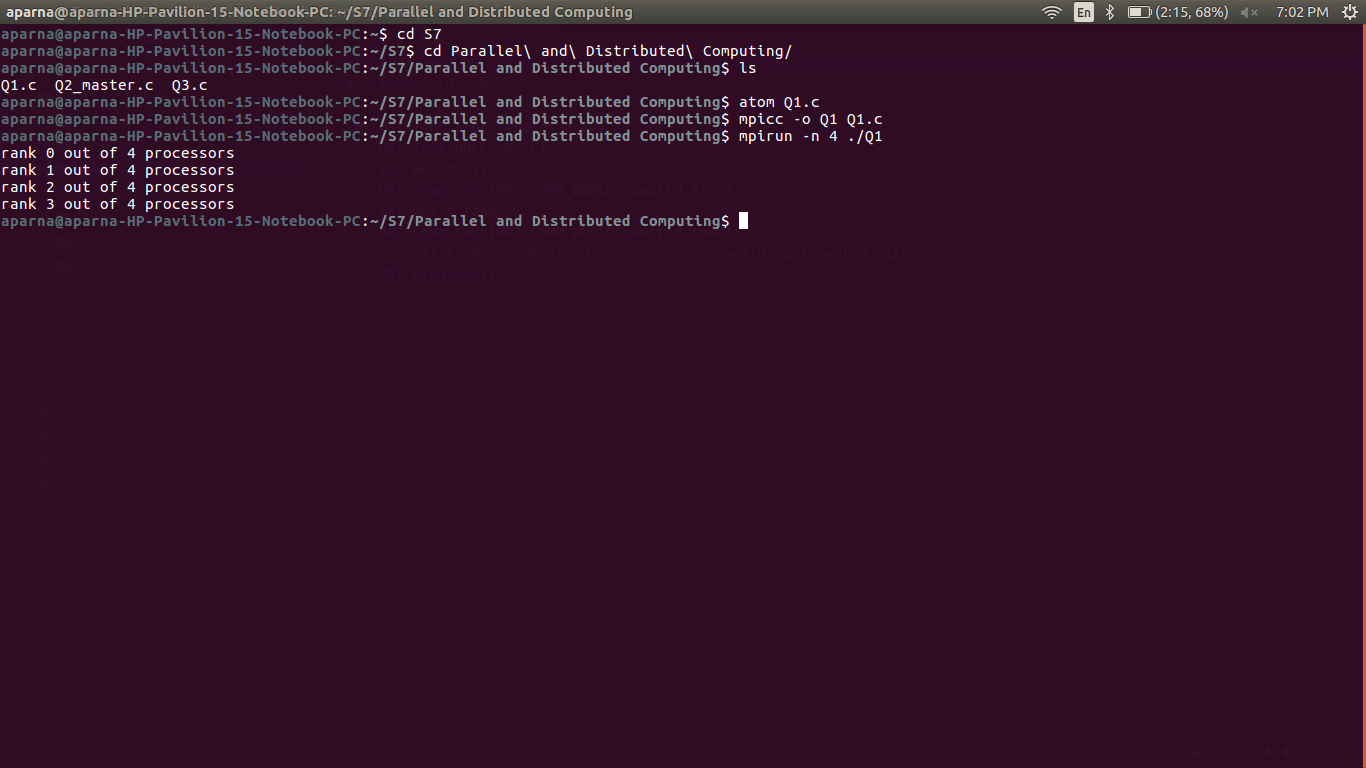 aparna@aparna-HP-Pavilion-15-Notebook-PC: ~/S7/Parallel and Distributed Computing En (2:15, 68%) 7:02 PM
aparna@aparna-HP-Pavilion-15-Notebook-PC:~$ cd S7
aparna@aparna-HP-Pavilion-15-Notebook-PC:~/S7$ cd Parallel\ and\ Distributed\ Computing/
aparna@aparna-HP-Pavilion-15-Notebook-PC:~/S7/Parallel and Distributed Computing$ ls
Q1.c  Q2_master.c  Q3.c
aparna@aparna-HP-Pavilion-15-Notebook-PC:~/S7/Parallel and Distributed Computing$ atom Q1.c
aparna@aparna-HP-Pavilion-15-Notebook-PC:~/S7/Parallel and Distributed Computing$ mpicc -o Q1 Q1.c
aparna@aparna-HP-Pavilion-15-Notebook-PC:~/S7/Parallel and Distributed Computing$ mpirun -n 4 ./Q1
rank 0 out of 4 processors
rank 1 out of 4 processors
rank 2 out of 4 processors
rank 3 out of 4 processors
aparna@aparna-HP-Pavilion-15-Notebook-PC:~/S7/Parallel and Distributed Computing$